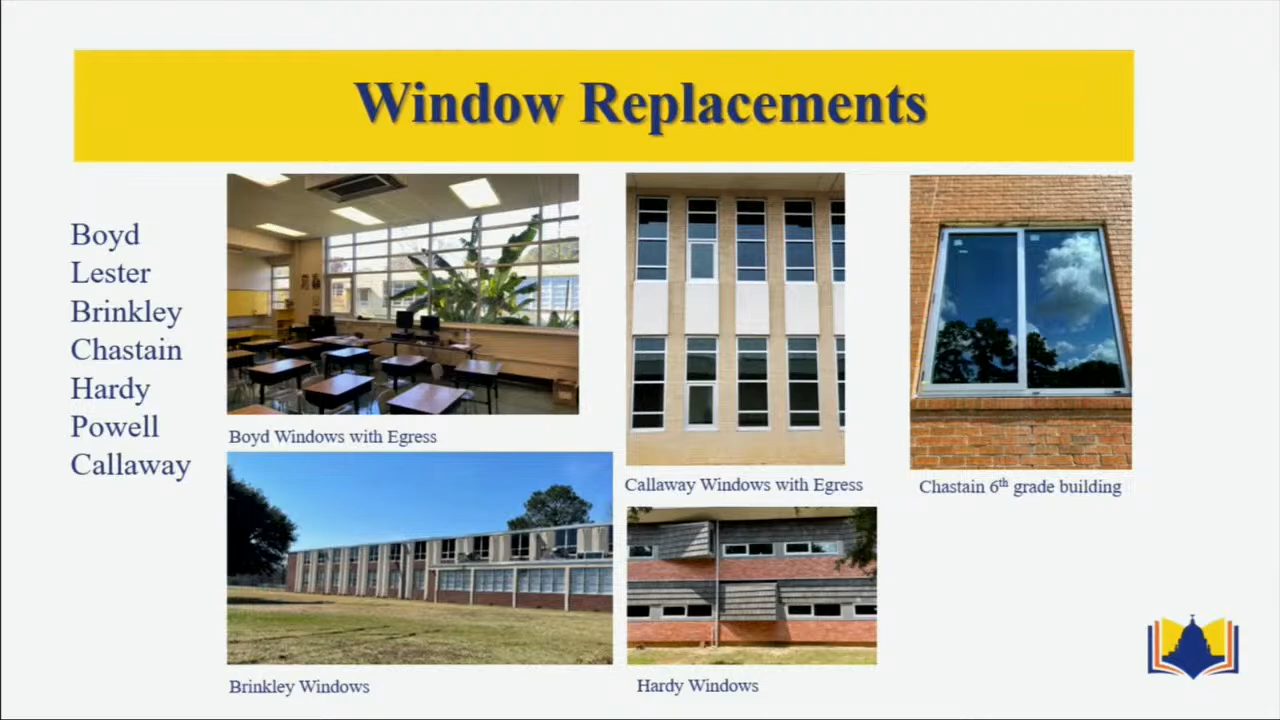 Window Replacements
Boyd
Lester
Brinkley
Chastain
Hardy
Powell
Callaway
Boyd Windows with Egress
Callaway Windows with Egress
Chastain 6th grade building
Brinkley Windows
Hardy Windows